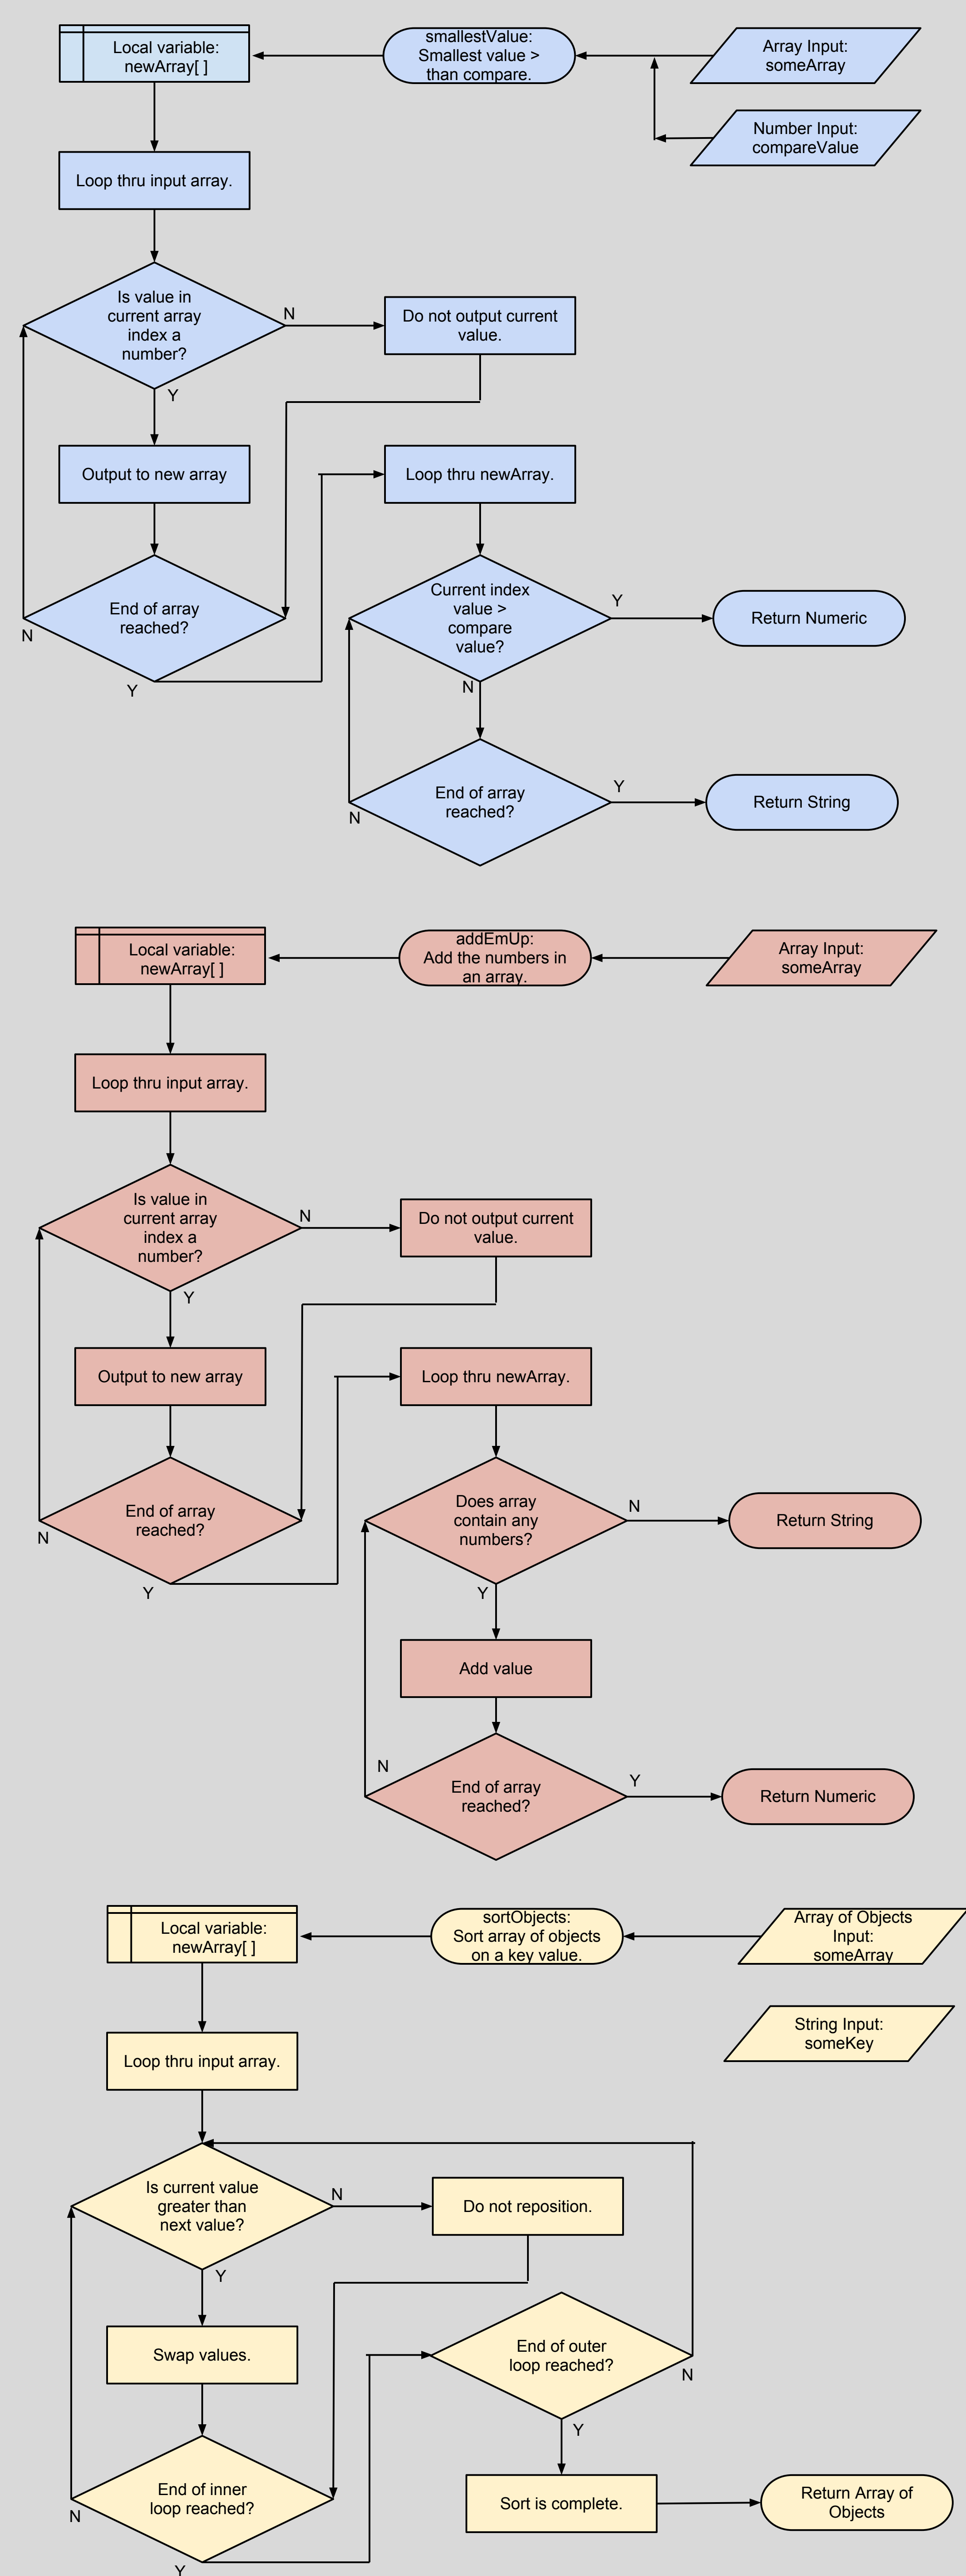 Local variable:
newArray[ ]
smallestValue:
Smallest value >
than compare.
Array Input:
someArray
Number Input:
compareValue
Loop thru input array.
Is value in
current array
index a
number?
N
Do not output current
value.
Y
Output to new array
Loop thru newArray.
End of array
reached?
N
Y
Current index
value >
compare
value?
Y
Return Numeric
N
End of array
reached?
Y
Return String
N
Local variable:
newArray[ ]
addEmUp:
Add the numbers in
an array.
Array Input:
someArray
Loop thru input array.
Is value in
current array
index a
number?
N
Do not output current
value.
Y
Output to new array
Loop thru newArray.
End of array
reached?
N
Y
Does array
contain any
numbers?
N
Return String
Y
Add value
N
End of array
reached?
Y
Return Numeric
Local variable:
newArray[ ]
sortObjects:
Sort array of objects
on a key value.
Array of Objects
Input:
someArray
String Input:
someKey
Loop thru input array.
Is current value
greater than
next value?
N
Do not reposition.
Y
Swap values.
End of outer
loop reached?
N
Y
End of inner
loop reached?
N
Y
Sort is complete.
Return Array of
Objects